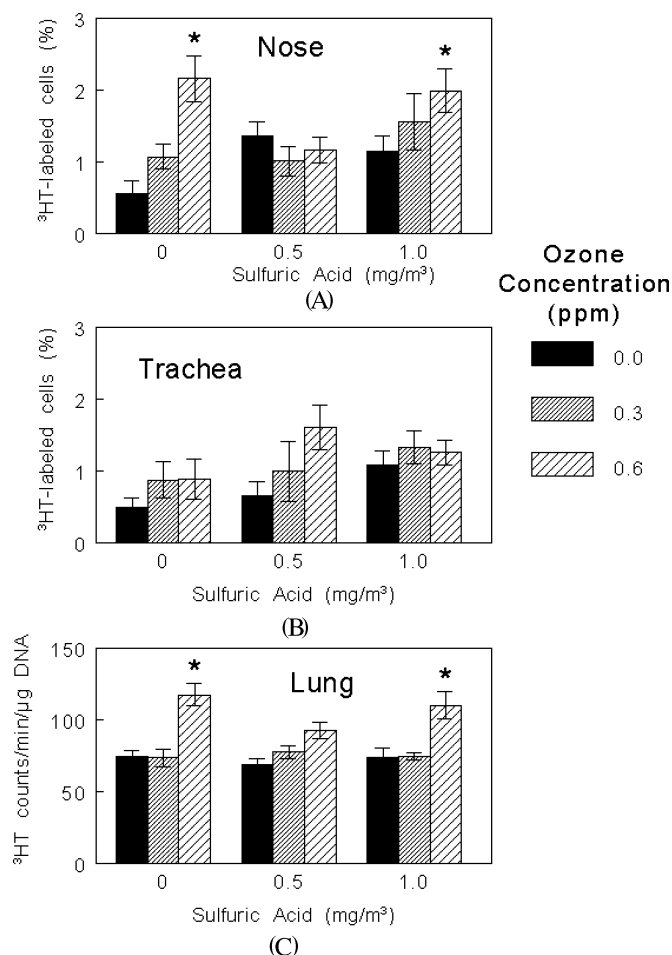 3
*
*
Nose
2
1
0
³HT-labeled cells (%)
0 0.5 1.0
Sulfuric Acid (mg/m³)
(A)
Ozone
Concentration
(ppm)
0.0
0.3
0.6
3
Trachea
2
1
0
³HT-labeled cells (%)
0 0.5 1.0
Sulfuric Acid (mg/m³)
(B)
150
*
*
Lung
100
50
0
³HT counts/min/µg DNA
0 0.5 1.0
Sulfuric Acid (mg/m³)
(C)